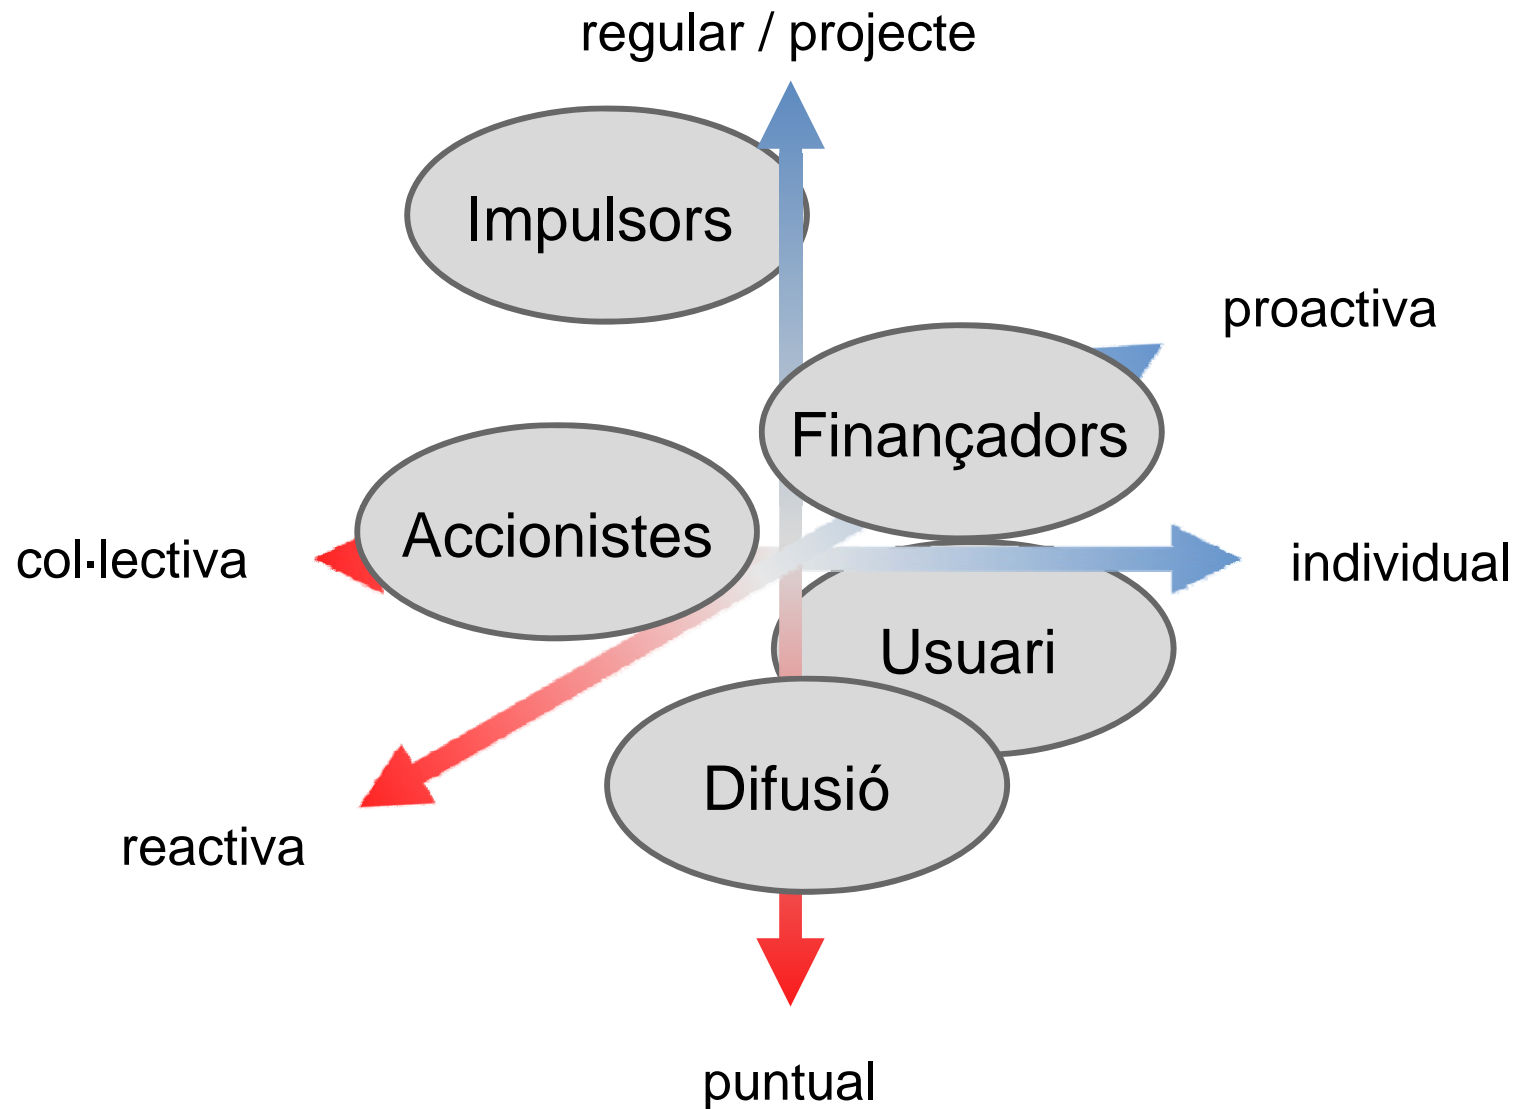 regular / projecte
Impulsors
proactiva
Finançadors
Accionistes
col·lectiva
individual
Usuari
Difusió
reactiva
puntual